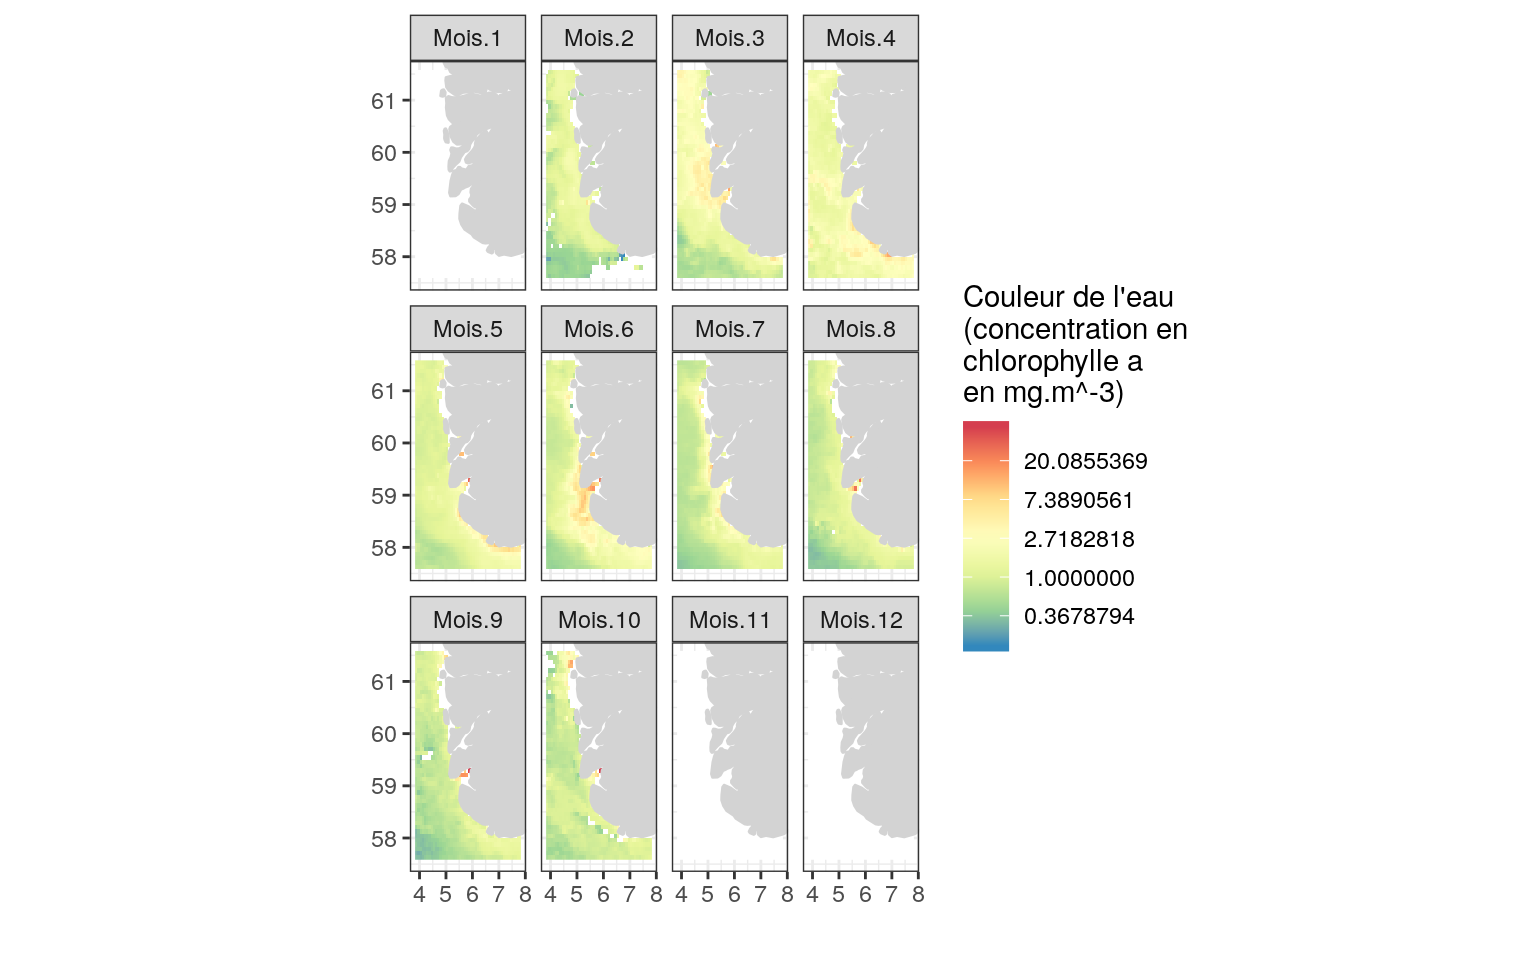 Mois.1 Mois.2 Mois.3 Mois.4
61
60
59
58
Mois.5 Mois.6 Mois.7 Mois.8
61
60
59
58
Mois.9 Mois.10 Mois.11 Mois.12
61
60
59
58
4 5 6 7 8 4 5 6 7 8 4 5 6 7 8 4 5 6 7 8
Couleur de l'eau
(concentration en
chlorophylle a
en mg.m^-3)
20.0855369
7.3890561
2.7182818
1.0000000
0.3678794